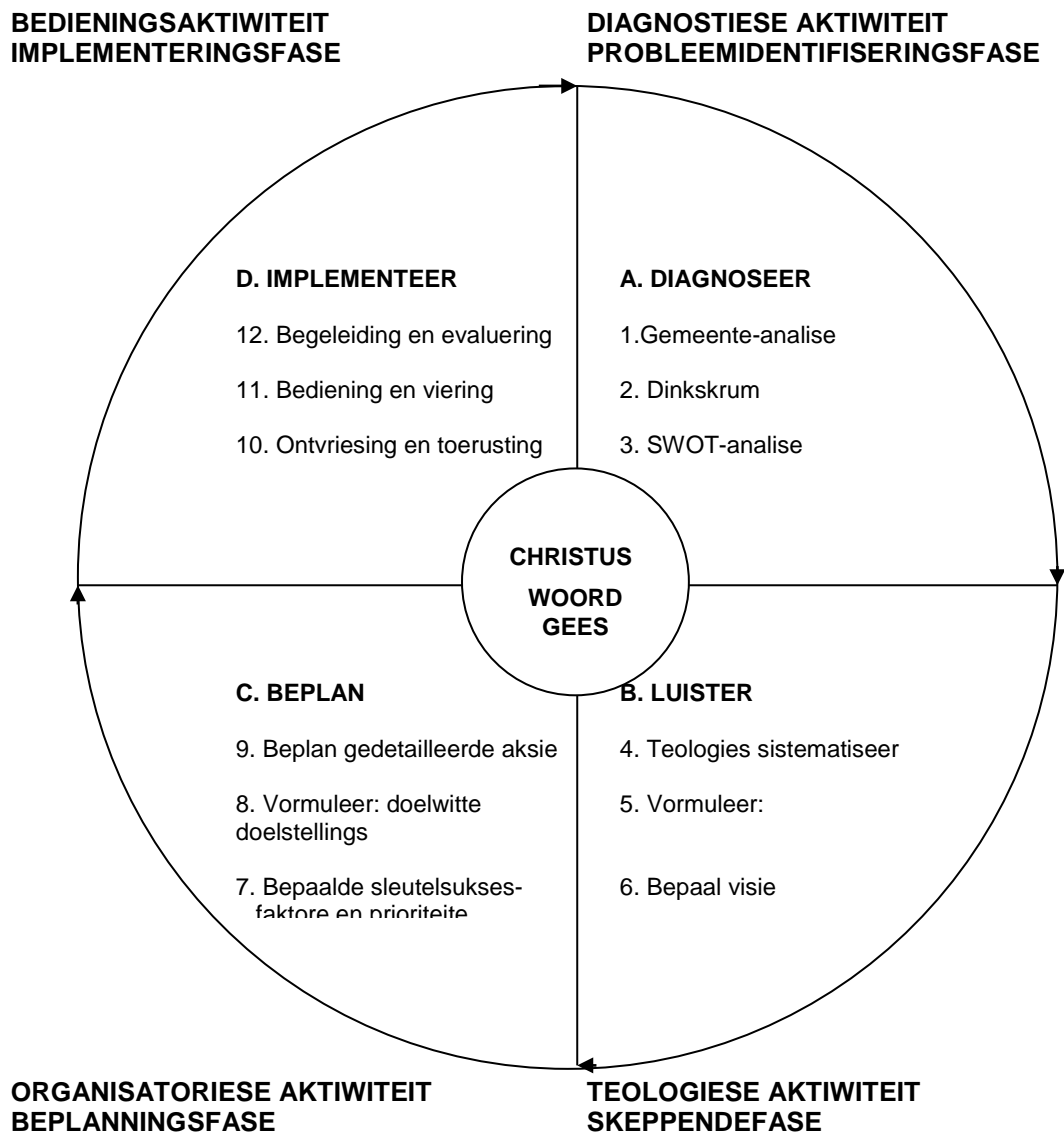 BEDIENINGSAKTIWITEIT
IMPLEMENTERINGSFASE
DIAGNOSTIESE AKTIWITEIT
PROBLEEMIDENTIFISERINGSFASE
D. IMPLEMENTEER
12. Begeleiding en evaluering
11. Bediening en viering
10. Ontvriesing en toerusting
A. DIAGNOSEER
1.Gemeente-analise
2. Dinkskrum
3. SWOT-analise
CHRISTUS
WOORD
GEES
C. BEPLAN
9. Beplan gedetailleerde aksie
8. Vormuleer: doelwitte
doelstellings
7. Bepaalde sleutelsukses-
faktore en prioriteite
B. LUISTER
4. Teologies sistematiseer
5. Vormuleer:
6. Bepaal visie
ORGANISATORIESE AKTIWITEIT
BEPLANNINGSFASE
TEOLOGIESE AKTIWITEIT
SKEPPENDEFASE